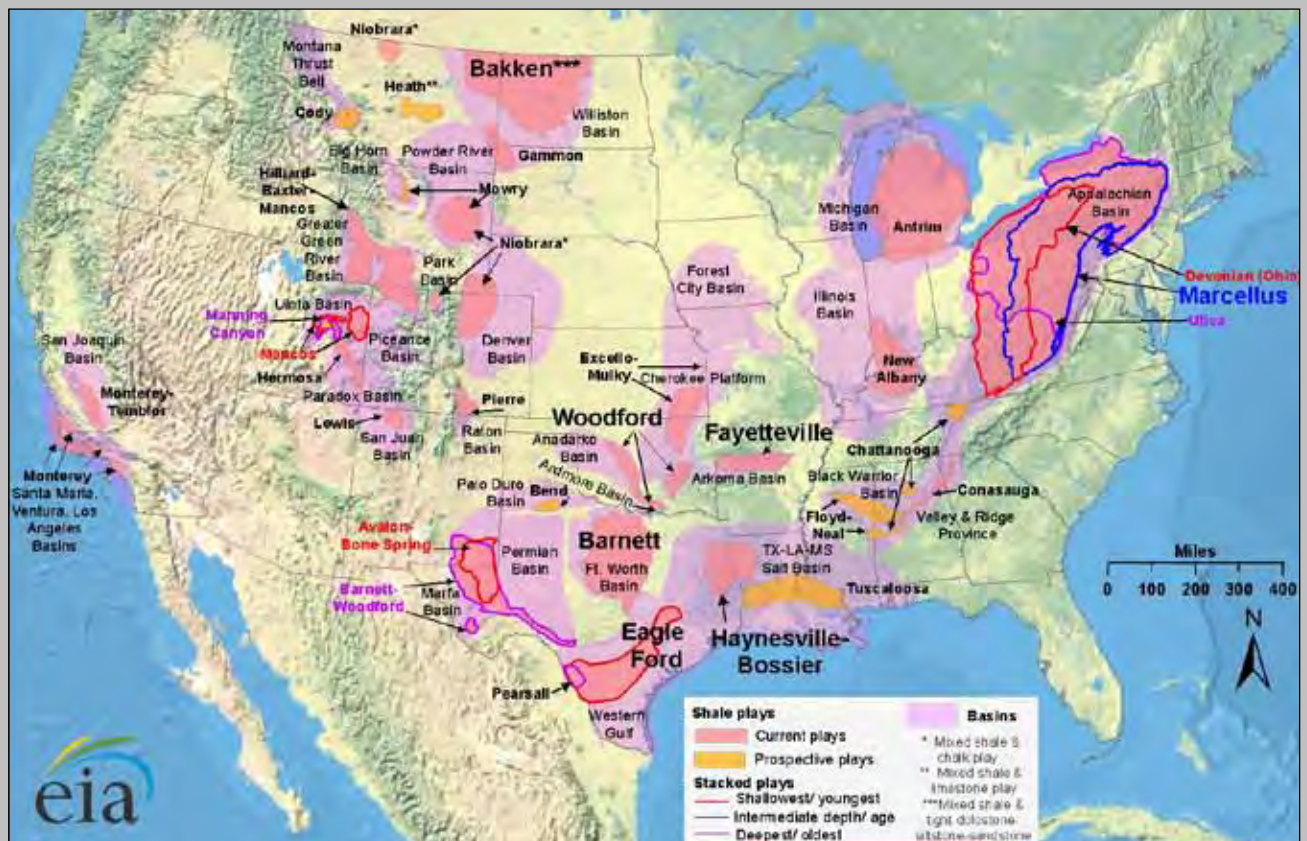 Niobrara*
Montana
Thrust
Belt
Bakken***
Heath**
Cody
Williston
Basin
Big Horn
Basin
Powder River
Basin
Gammon
Hilliard-
Baxter-
Mancos
Mowry
Greater
Green
River
Basin
Niobrara*
Park
Basin
Michigan
Basin
Antrim
Appalachian
Basin
Devonian (Ohio)
Marcellus
Utica
Forest
City Basin
Illinois
Basin
Uinta Basin
Manning
Canyon
San Joaquin
Basin
Mancos
Piceance
Basin
Denver
Basin
Hermosa
Excello-
Mulky
Cherokee Platform
New
Albany
Monterey-
Temblor
Paradox Basin
Pierre
Lewis
San Juan
Basin
Raton
Basin
Woodford
Anadarko
Basin
Fayetteville
Chattanooga
Monterey
Santa Maria,
Ventura, Los
Angeles
Basins
Ardmore Basin
Arkoma Basin
Black Warrior
Basin
Conasauga
Palo Duro
Basin
Bend
Floyd-
Neal
Valley & Ridge
Province
Avalon-
Bone Spring
Permian
Basin
Barnett
Ft. Worth
Basin
TX-LA-MS
Salt Basin
Tuscaloosa
Barnett-
Woodford
Marfa
Basin
Eagle
Ford
Haynesville-
Bossier
Pearsall
Western
Gulf
Miles
0 100 200 300 400
N
Shale plays
Current plays
Prospective plays
Stacked plays
Shallowest/ youngest
Intermediate depth/ age
Deepest/ oldest
Basins
* Mixed shale &
chalk play
** Mixed shale &
limestone play
***Mixed shale &
tight dolostone-
siltstone-sandstone
eia